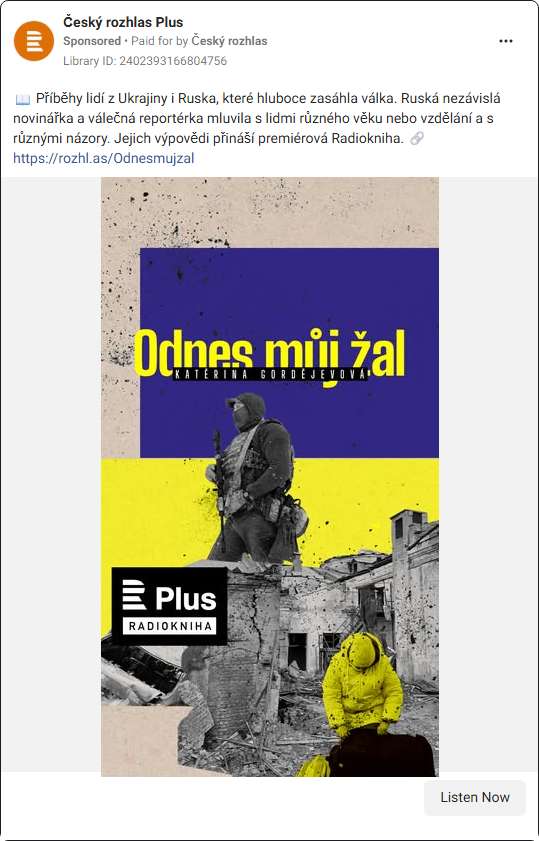 Český rozhlas Plus
Sponsored • Paid for by Český rozhlas
Library ID: 2402393166804756
📖 Příběhy lidí z Ukrajiny i Ruska, které hluboce zasáhla válka. Ruská nezávislá
novinářka a válečná reportérka mluvila s lidmi různého věku nebo vzdělání a s
různými názory. Jejich výpovědi přináší premiérová Radiokniha. 🔗
https://rozhl.as/Odnesmujzal
Odnes můj žal
KATĚRINA GORDĚJEVOVÁ
Plus
RADIOKNIHA
Listen Now